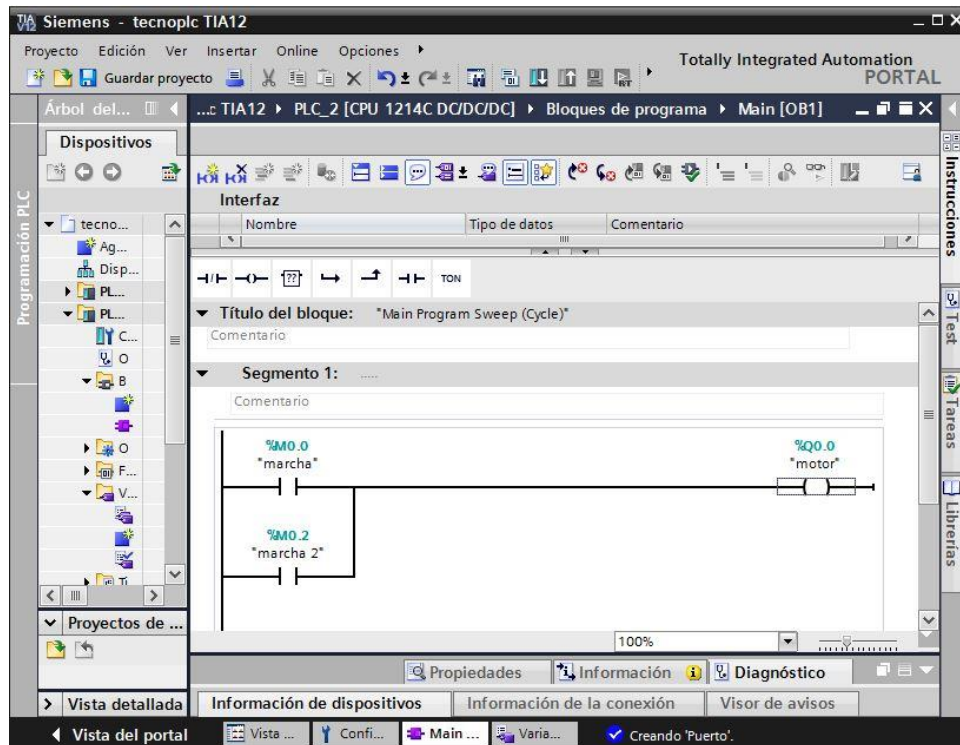 Siemens - tecnoplc TIA12
Proyecto Edición Ver Insertar Online Opciones
Totally Integrated Automation
PORTAL
Guardar proyecto
Árbol del...
...c TIA12 ▸ PLC_2 [CPU 1214C DC/DC/DC] ▸ Bloques de programa ▸ Main [OB1]
Dispositivos
Programación PLC
tecno...
Ag...
Disp...
PL...
PL...
C...
O
B
O
F...
V...
Ti
Proyectos de ...
Vista detallada
Interfaz
Nombre Tipo de datos Comentario
?? TON
Título del bloque: "Main Program Sweep (Cycle)"
Comentario
Segmento 1: .....
Comentario
%M0.0
"marcha"
%Q0.0
"motor"
%M0.2
"marcha 2"
100%
Propiedades Información Diagnóstico
Información de dispositivos Información de la conexión Visor de avisos
Instrucciones
Test
Tareas
Librerías
Vista del portal Vista ... Confi... Main ... Varia... Creando 'Puerto'.